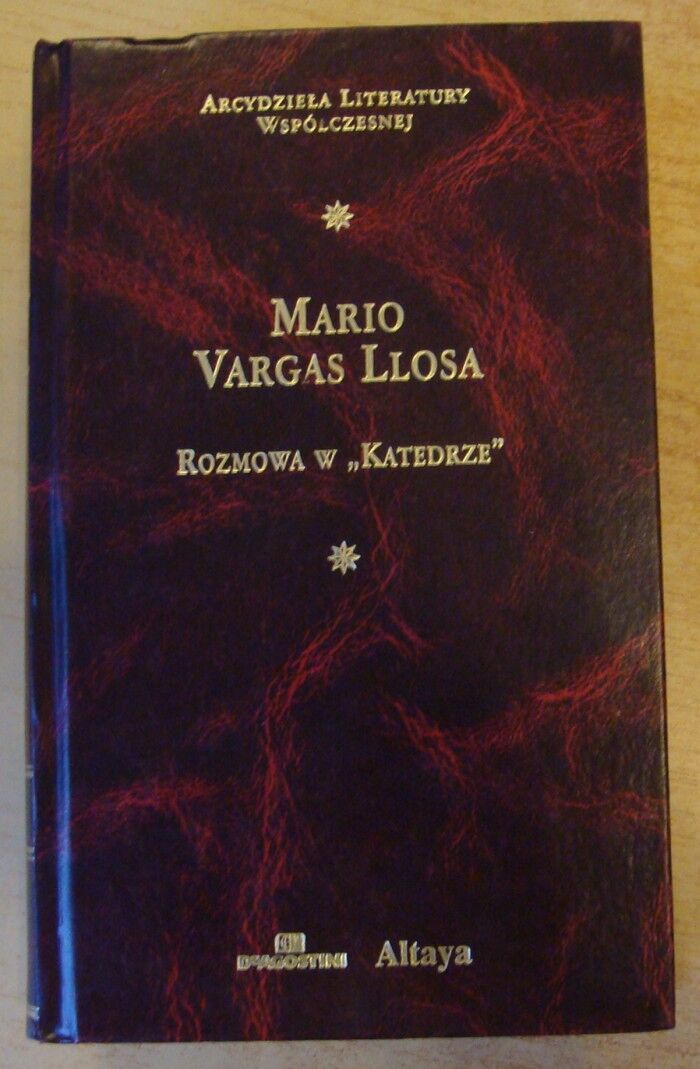 ARCYDZIEŁA LITERATURY
WSPÓŁCZESNEJ
MARIO
VARGAS LLOSA
ROZMOWA W „KATEDRZE”
DEAGOSTINI Altaya